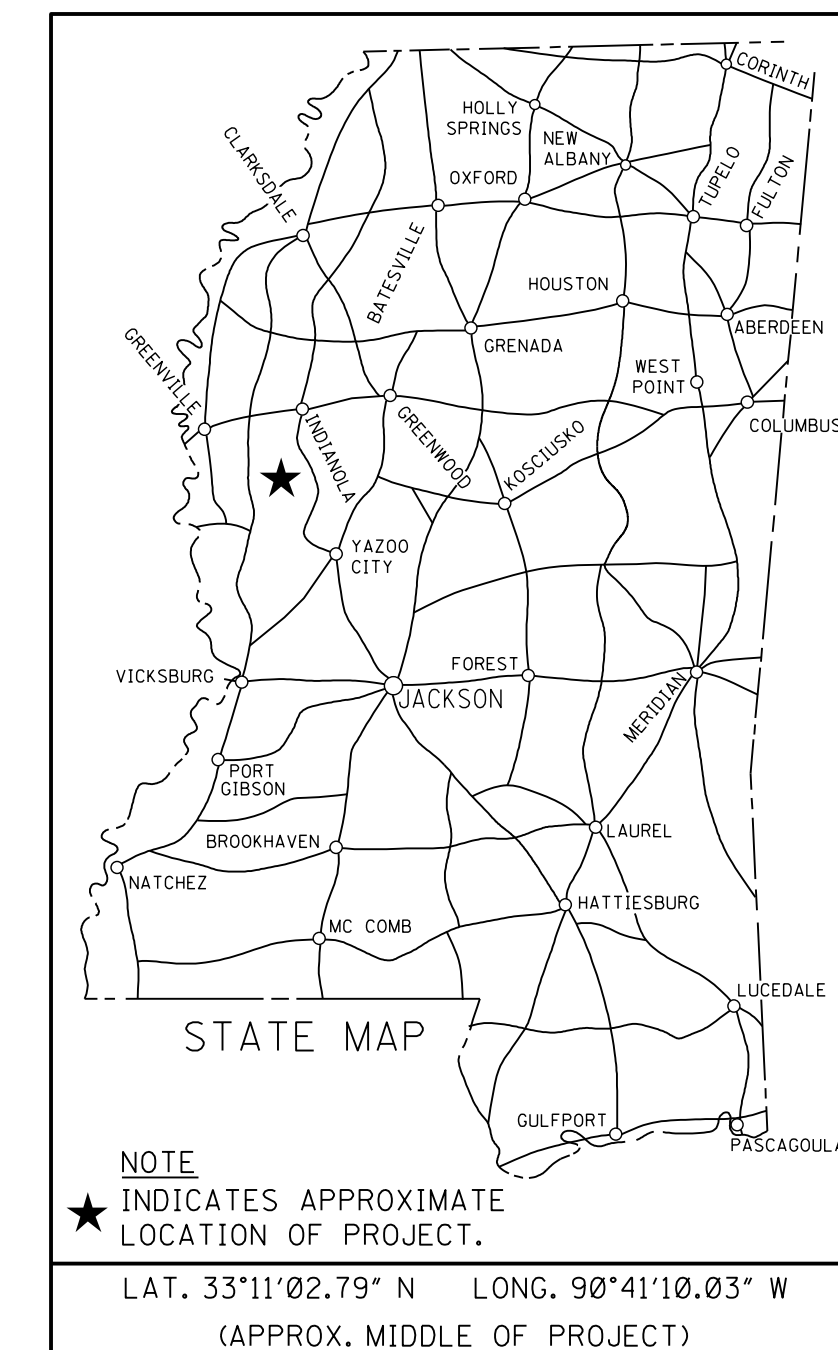 CORINTH
HOLLY
SPRINGS
NEW
ALBANY
CLARKSDALE
OXFORD
TUPELO
FULTON
BATESVILLE
HOUSTON
ABERDEEN
GRENADA
GREENVILLE
WEST
POINT
COLUMBUS
INDIANOLA
GREENWOOD
KOSCIUSKO
YAZOO
CITY
VICKSBURG
FOREST
JACKSON
MERIDIAN
PORT
GIBSON
BROOKHAVEN
LAUREL
NATCHEZ
HATTIESBURG
MC COMB
LUCEDALE
STATE MAP
GULFPORT
PASCAGOULA
NOTE
INDICATES APPROXIMATE
LOCATION OF PROJECT.
LAT. 33°11'02.79" N LONG. 90°41'10.03" W
(APPROX. MIDDLE OF PROJECT)